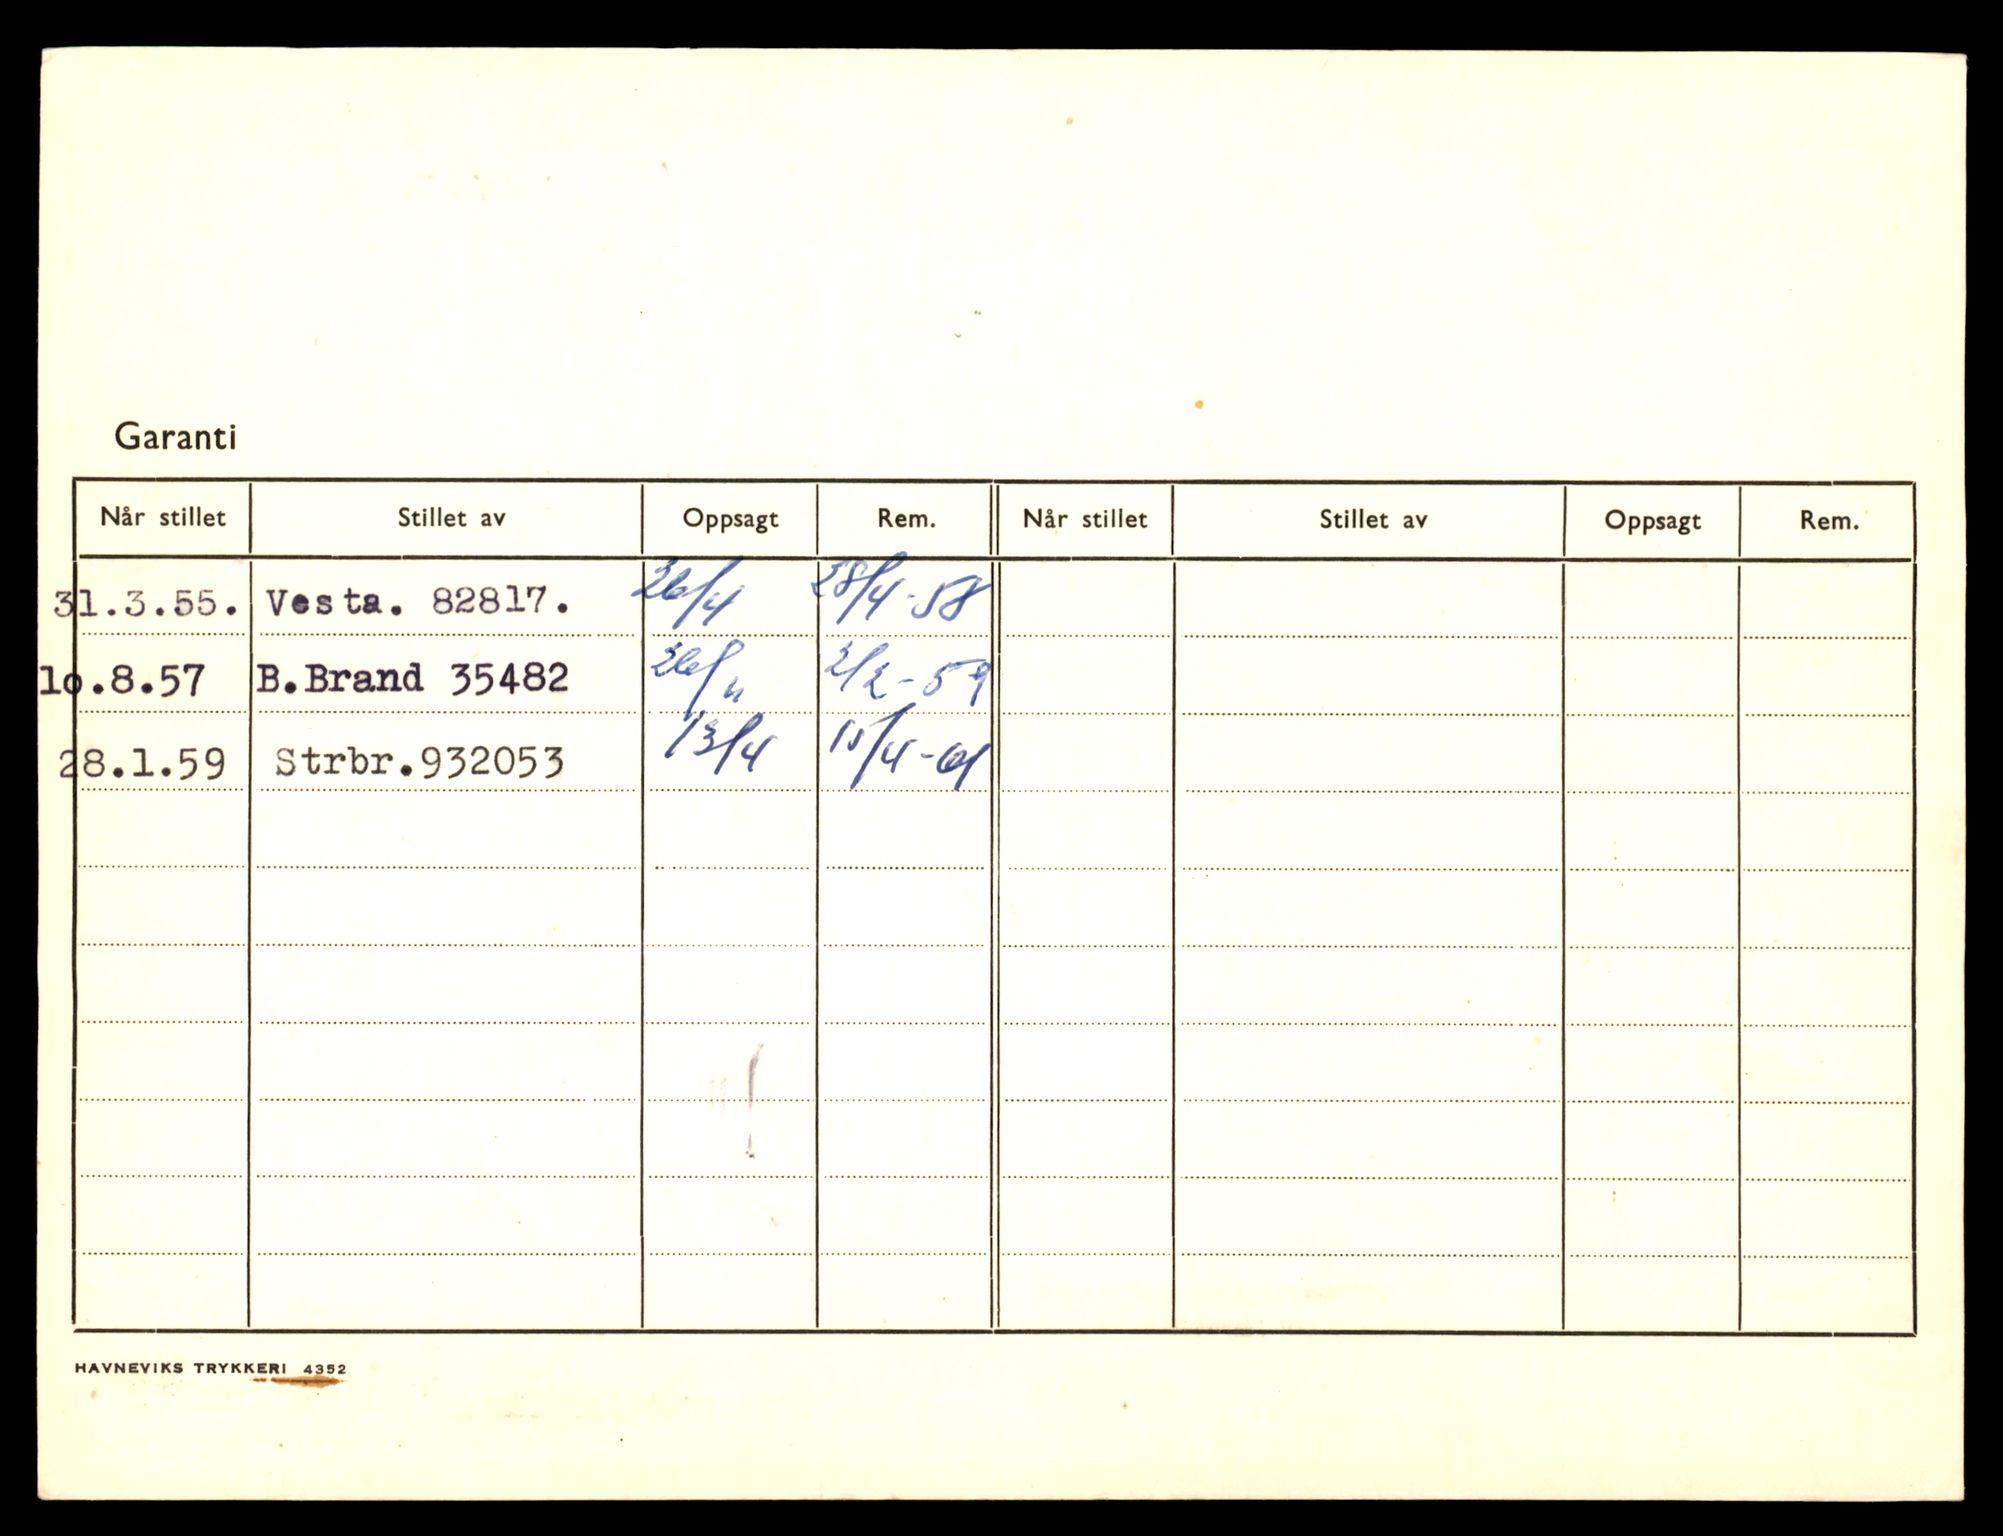 Garanti
Når stillet Stillet av Oppsagt Rem. Når stillet Stillet av Oppsagt Rem.
31.3.55. Vesta. 82817. 26/4 28/4-58
10.8.57 B.Brand 35482 26/11 2/2-59
28.1.59 Strbr.932053 13/4 15/4-61
HAVNEVIKS TRYKKERI 4352